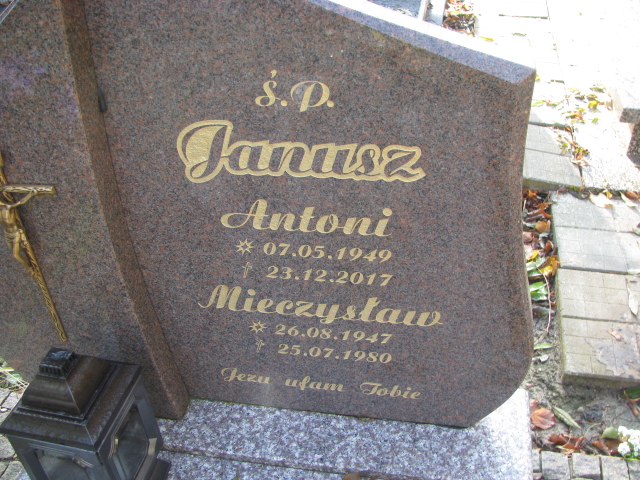 ś.p.
Janusz
Antoni
07.05.1949
23.12.2017
Mieczysław
26.08.1947
25.07.1980
Jezu ufam Tobie